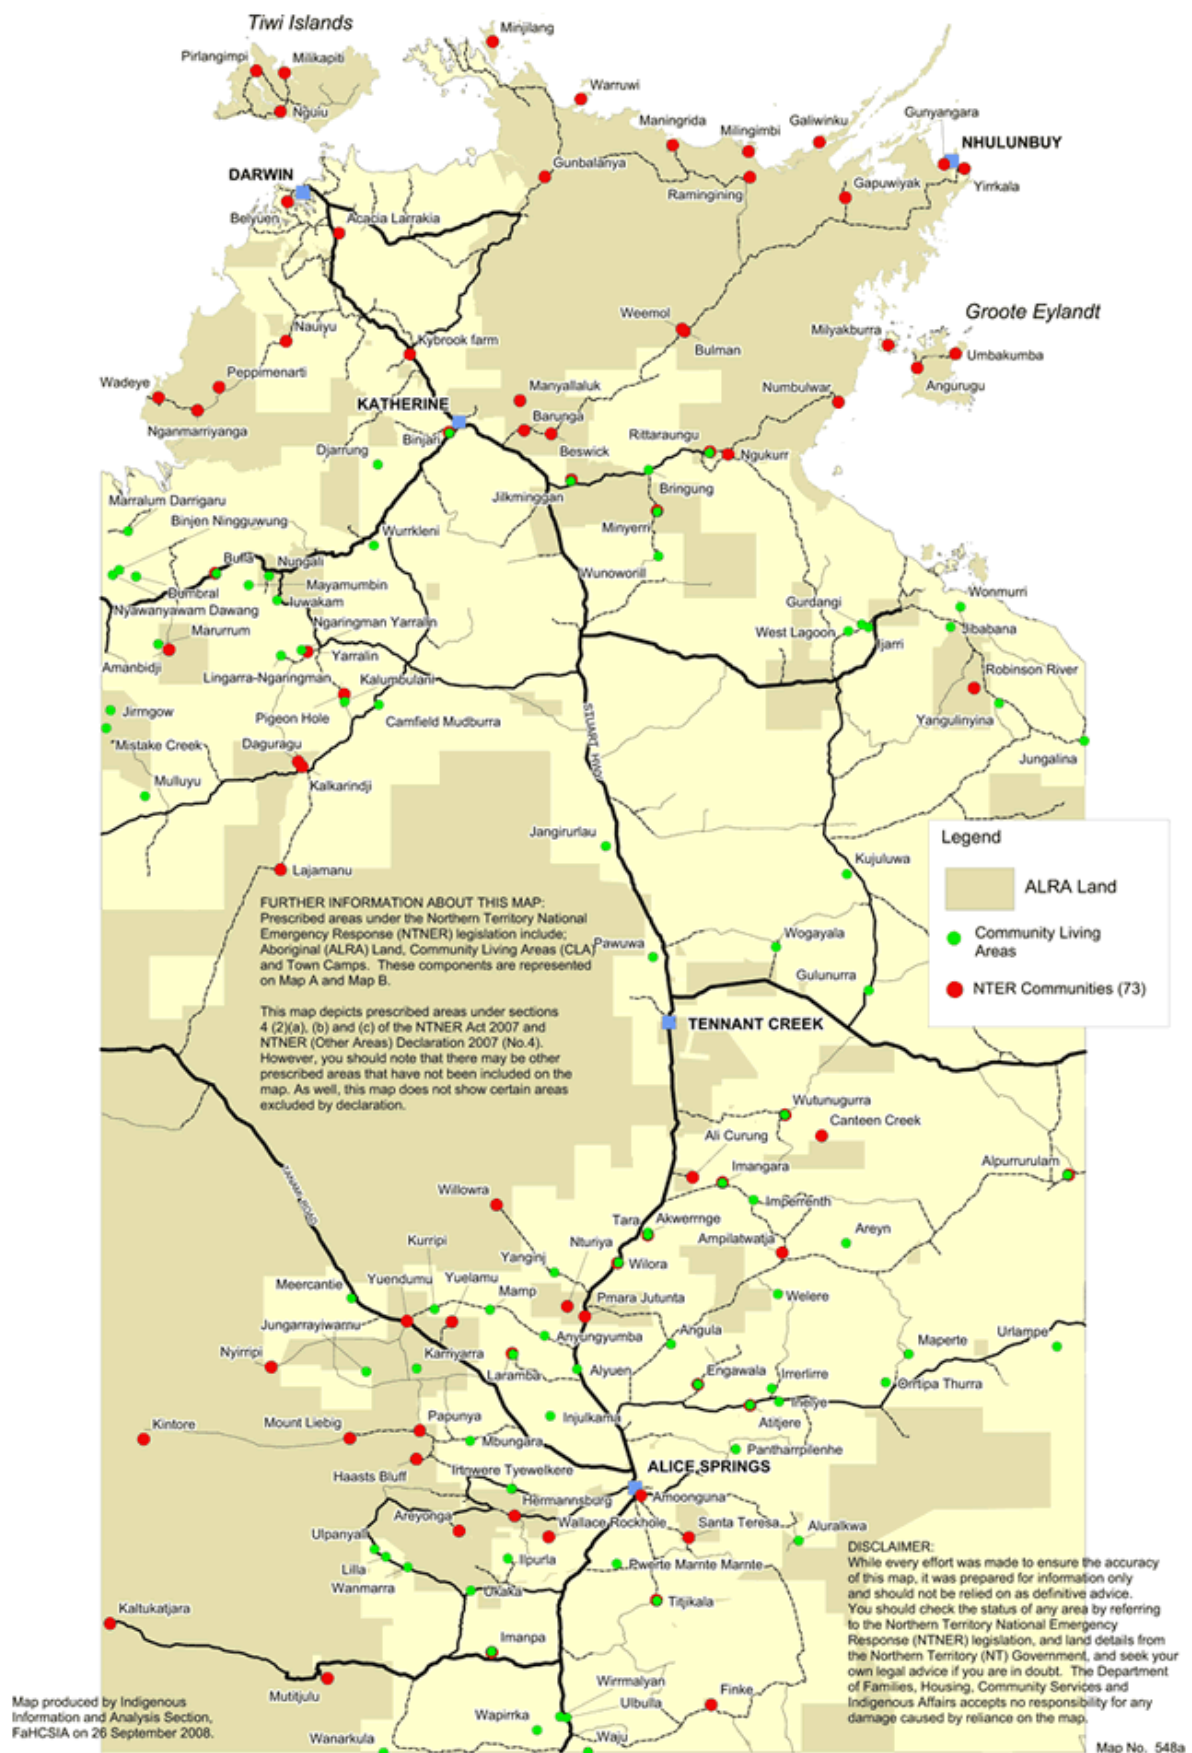 Tiwi Islands
Minjilang
Pirlangimpi
Milikapiti
Warruwi
Nguiu
Maningrida
Milingimbi
Galiwinku
Gunyangara
NHULUNBUY
DARWIN
Gunbalanya
Ramingining
Gapuwiyak
Yirrkala
Belyuen
Acacia Larrakia
Groote Eylandt
Weemol
Milyakburra
Nauiyu
Kybrook farm
Bulman
Umbakumba
Wadeye
Peppimenarti
Manyallaluk
Numbulwar
Angurugu
KATHERINE
Nganmarriyanga
Barunga
Binjari
Rittaraungu
Djarrung
Beswick
Ngukurr
Marralum Darrigaru
Jilkminggan
Bringung
Binjen Ningguwung
Wurrkleni
Minyerri
Bulla
Nungali
Wunoworill
Mayamumbin
Dumbral
Wonmurri
Nyawanyawam Dawang
Iuwakam
Gurdangi
Marurrum
Ngaringman Yarralin
West Lagoon
Jibabana
Ijarri
Amanbidji
Yarralin
Robinson River
Lingarra-Ngaringman
Kalumbulani
Jirrngow
Pigeon Hole
Camfield Mudburra
Yangulinyina
STUART HWY
"Mistake Creek
Daguragu
Jungalina
Mulluyu
Kalkarindji
Jangirurlau
Legend
Kujuluwa
Lajamanu
ALRA Land
FURTHER INFORMATION ABOUT THIS MAP:
Prescribed areas under the Northern Territory National
Emergency Response (NTNER) legislation include;
Aboriginal (ALRA) Land, Community Living Areas (CLA)
and Town Camps. These components are represented
on Map A and Map B.
Community Living
Areas
Pawuwa
Wogayala
Gulunurra
NTER Communities (73)
This map depicts prescribed areas under sections
4 (2)(a), (b) and (c) of the NTNER Act 2007 and
NTNER (Other Areas) Declaration 2007 (No.4).
However, you should note that there may be other
prescribed areas that have not been included on the
map. As well, this map does not show certain areas
excluded by declaration.
TENNANT CREEK
Wutunugurra
Canteen Creek
Ali Curung
Imangara
Alpurrurulam
TANAMI ROAD
Willowra
Imperrenth
Tara
Akwerrnge
Areyn
Kurripi
Nturiya
Ampilatwatja
Yanginj
Wilora
Meercantie
Yuendumu
Yuelamu
Mamp
Pmara Jutunta
Welere
Jungarrayiwarnu
Anyungyumba
Angula
Maperte
Urlampe
Nyirripi
Karriyarra
Laramba
Alyuen
Engawala
Irrerlirre
Orrtipa Thurra
Inelye
Kintore
Mount Liebig
Papunya
Injulkama
Atitjere
Mbungara
Pantharrpilenhe
Haasts Bluff
Irtnwere Tyewelkere
ALICE SPRINGS
Hermannsburg
Amoonguna
Areyonga
Wallace Rockhole
Santa Teresa
Aluralkwa
Ulpanyali
Lilla
Ilpurla
Pwerte Marnte Marnte
Wanmarra
Ukaka
Titjikala
Kaltukatjara
Imanpa
DISCLAIMER:
While every effort was made to ensure the accuracy
of this map, it was prepared for information only
and should not be relied on as definitive advice.
You should check the status of any area by referring
to the Northern Territory National Emergency
Response (NTNER) legislation, and land details from
the Northern Territory (NT) Government, and seek your
own legal advice if you are in doubt. The Department
of Families, Housing, Community Services and
Indigenous Affairs accepts no responsibility for any
damage caused by reliance on the map.
Mutitjulu
Wirrmalyan
Ulbulla
Finke
Wapirrka
Wanarkula
Waju
Map produced by Indigenous
Information and Analysis Section,
FaHCSIA on 26 September 2008.
Map No. 548a